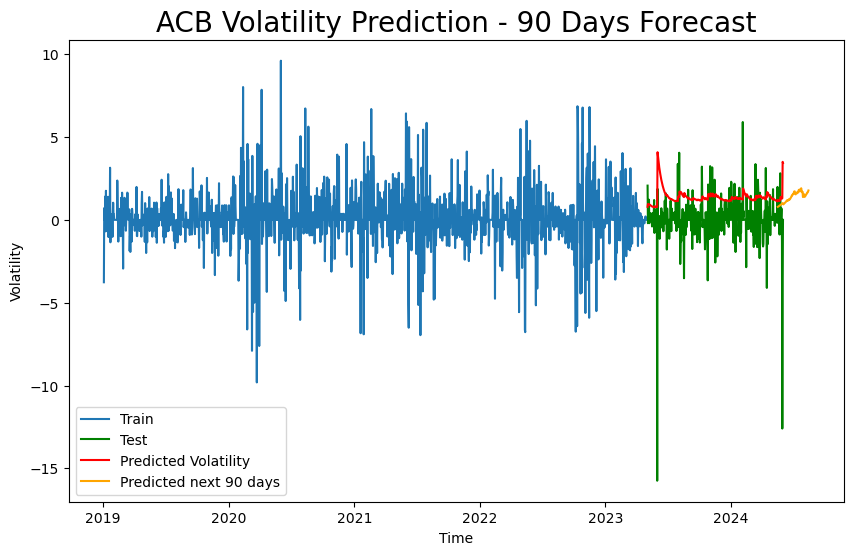 ACB Volatility Prediction - 90 Days Forecast
10
5
0
−5
−10
−15
Volatility
Train
Test
Predicted Volatility
Predicted next 90 days
2019
2020
2021
2022
2023
2024
Time